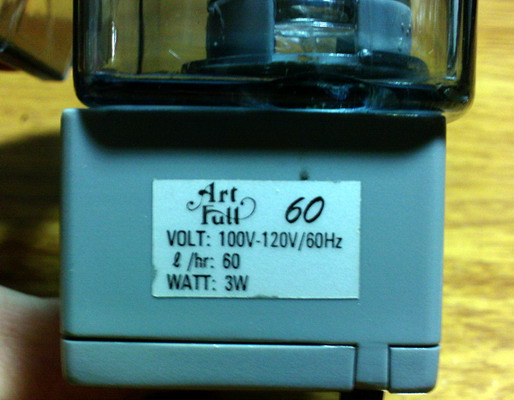 Art Fall 60
VOLT: 100V-120V/60Hz
ℓ/hr: 60
WATT: 3W